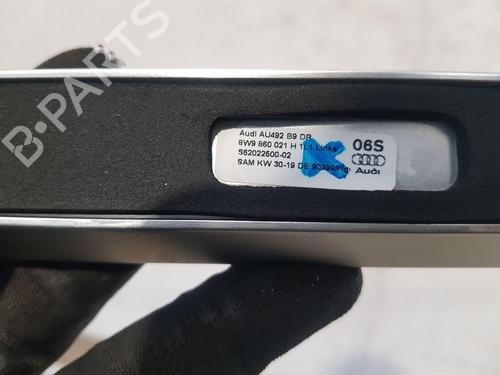 B-PARTS
Audi AU492 B9 DR
8W9 860 021 H 1L1 Links
S62022500-02
SAM KW 30-19 DE 90399/Ng
06S
Audi